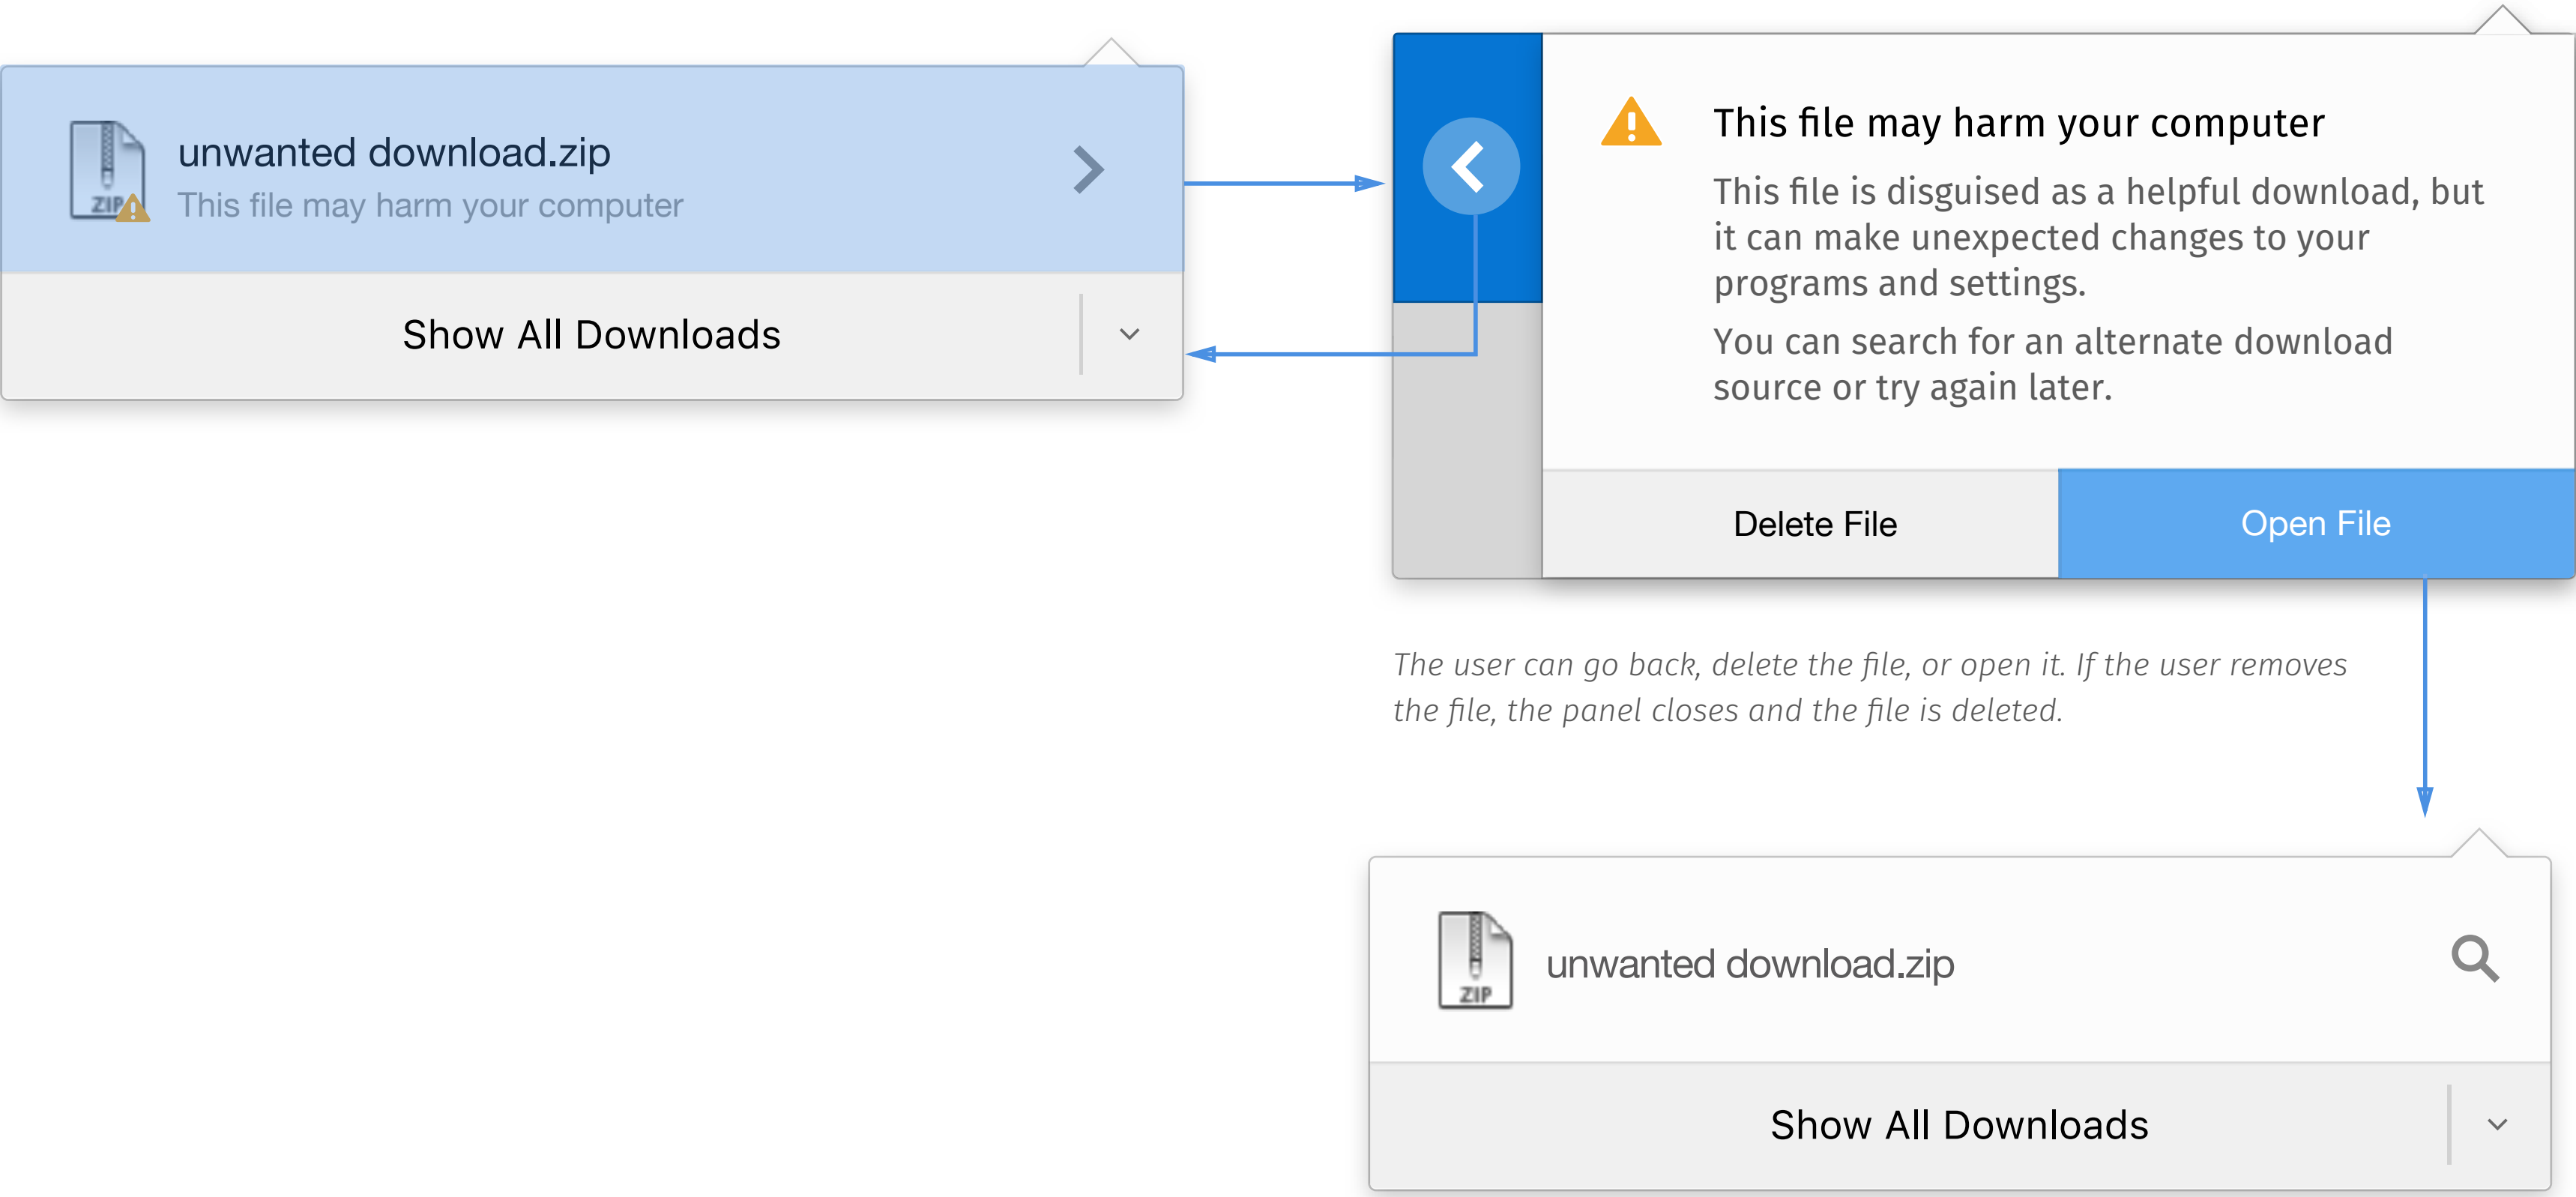 unwanted download.zip
ZIP
This file may harm your computer
Show All Downloads
This file may harm your computer
This file is disguised as a helpful download, but
it can make unexpected changes to your
programs and settings.
You can search for an alternate download
source or try again later.
Delete File
Open File
The user can go back, delete the file, or open it. If the user removes
the file, the panel closes and the file is deleted.
unwanted download.zip
ZIP
Show All Downloads